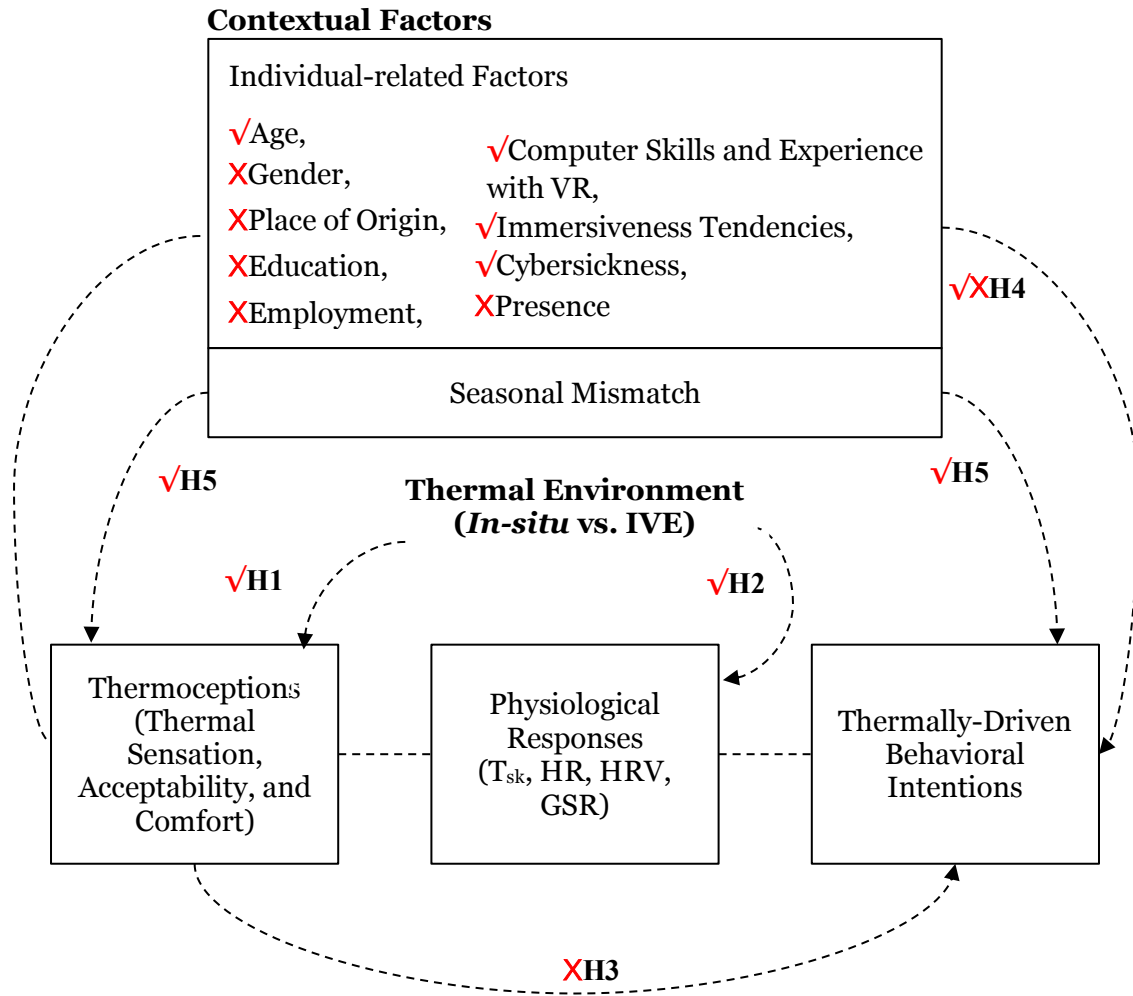 Contextual Factors
Individual-related Factors
√Age,
XGender,
XPlace of Origin,
XEducation,
XEmployment,
√Computer Skills and Experience
with VR,
√Immersiveness Tendencies,
√Cybersickness,
XPresence
√XH4
Seasonal Mismatch
√H5
√H5
Thermal Environment
(In-situ vs. IVE)
√H1
√H2
Thermoceptions
(Thermal
Sensation,
Acceptability, and
Comfort)
Physiological
Responses
(Tsk, HR, HRV,
GSR)
Thermally-Driven
Behavioral
Intentions
XH3